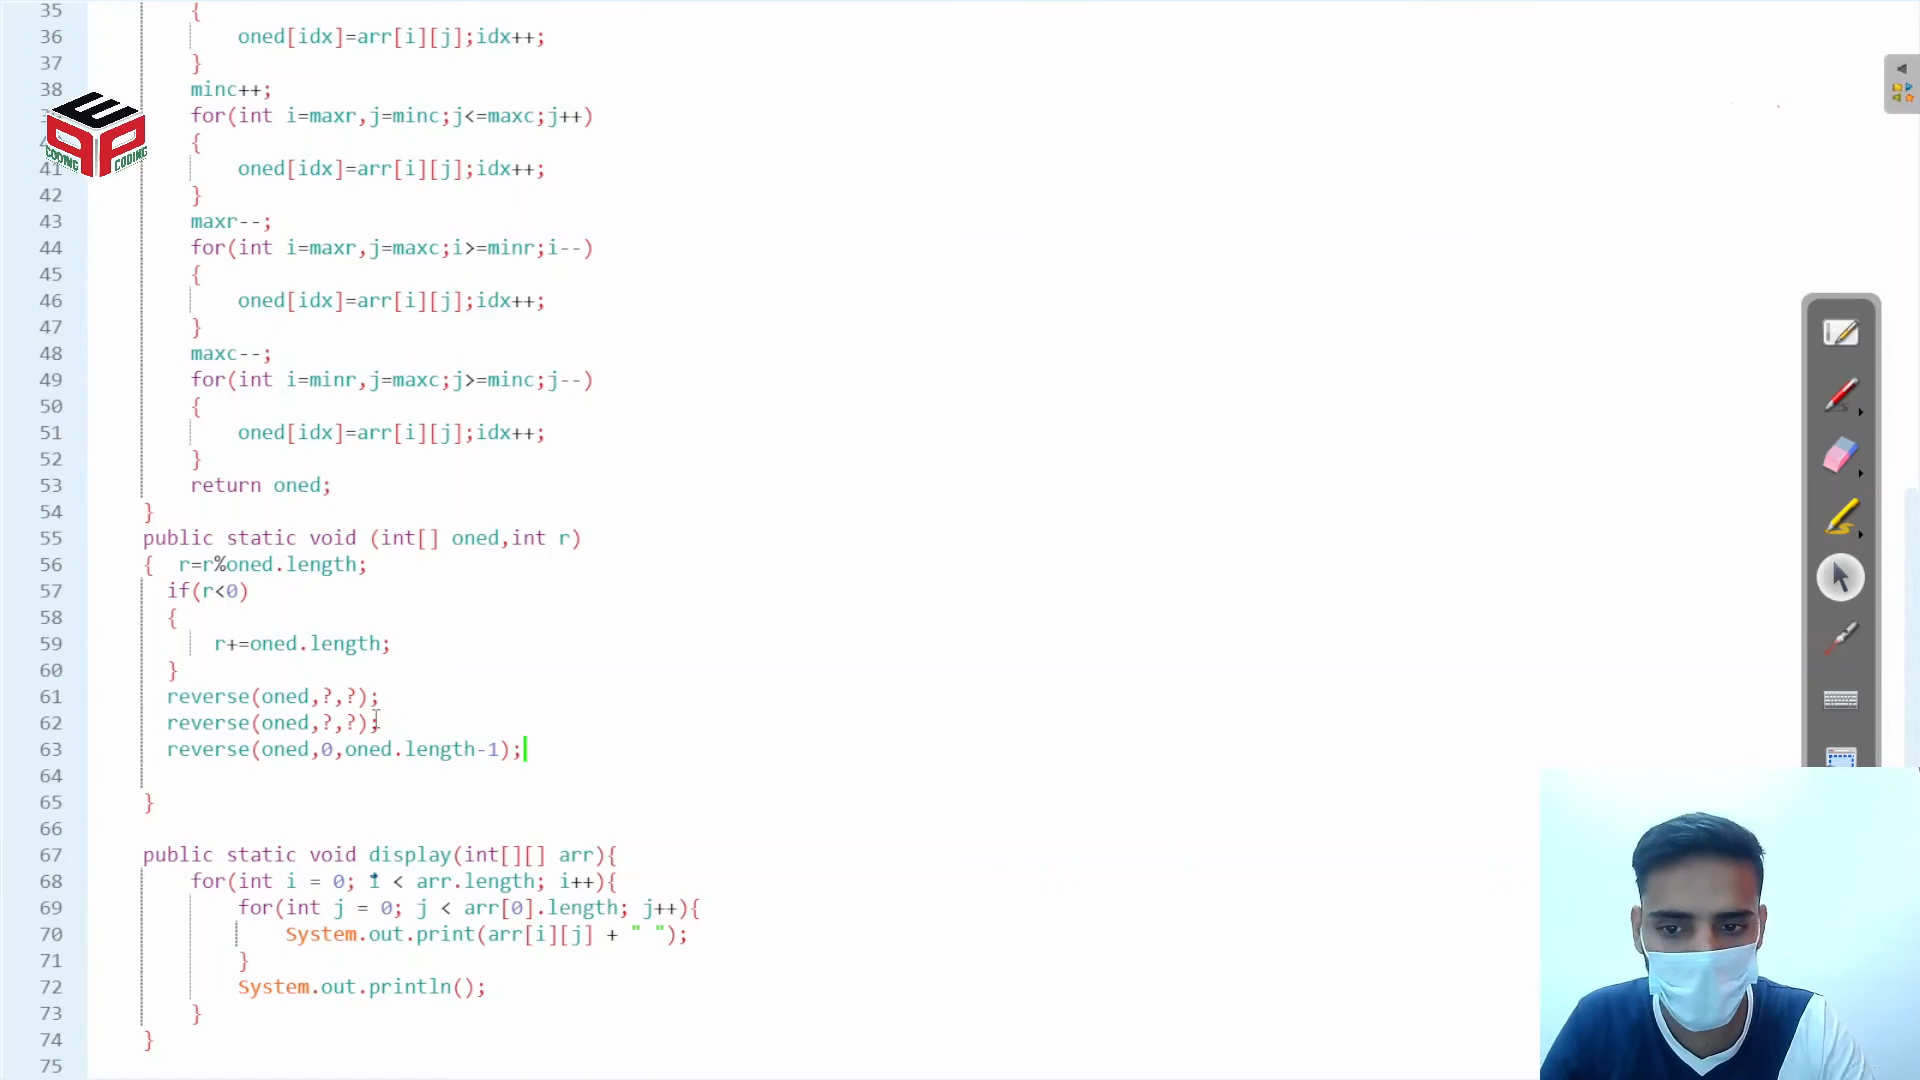 35 {
36 oned[idx]=arr[i][j];idx++;
37 }
38 minc++;
for(int i=maxr,j=minc;j<=maxc;j++)
{
41 oned[idx]=arr[i][j];idx++;
42 }
43 maxr--;
44 for(int i=maxr,j=maxc;i>=minr;i--)
45 {
46 oned[idx]=arr[i][j];idx++;
47 }
48 maxc--;
49 for(int i=minr,j=maxc;j>=minc;j--)
50 {
51 oned[idx]=arr[i][j];idx++;
52 }
53 return oned;
54 }
55 public static void (int[] oned,int r)
56 { r=r%oned.length;
57 if(r<0)
58 {
59 r+=oned.length;
60 }
61 reverse(oned,?,?);
62 reverse(oned,?,?);
63 reverse(oned,0,oned.length-1);
64
65 }
66
67 public static void display(int[][] arr){
68 for(int i = 0; i < arr.length; i++){
69 for(int j = 0; j < arr[0].length; j++){
70 System.out.print(arr[i][j] + " ");
71 }
72 System.out.println();
73 }
74 }
75
PEP
CODING CODING